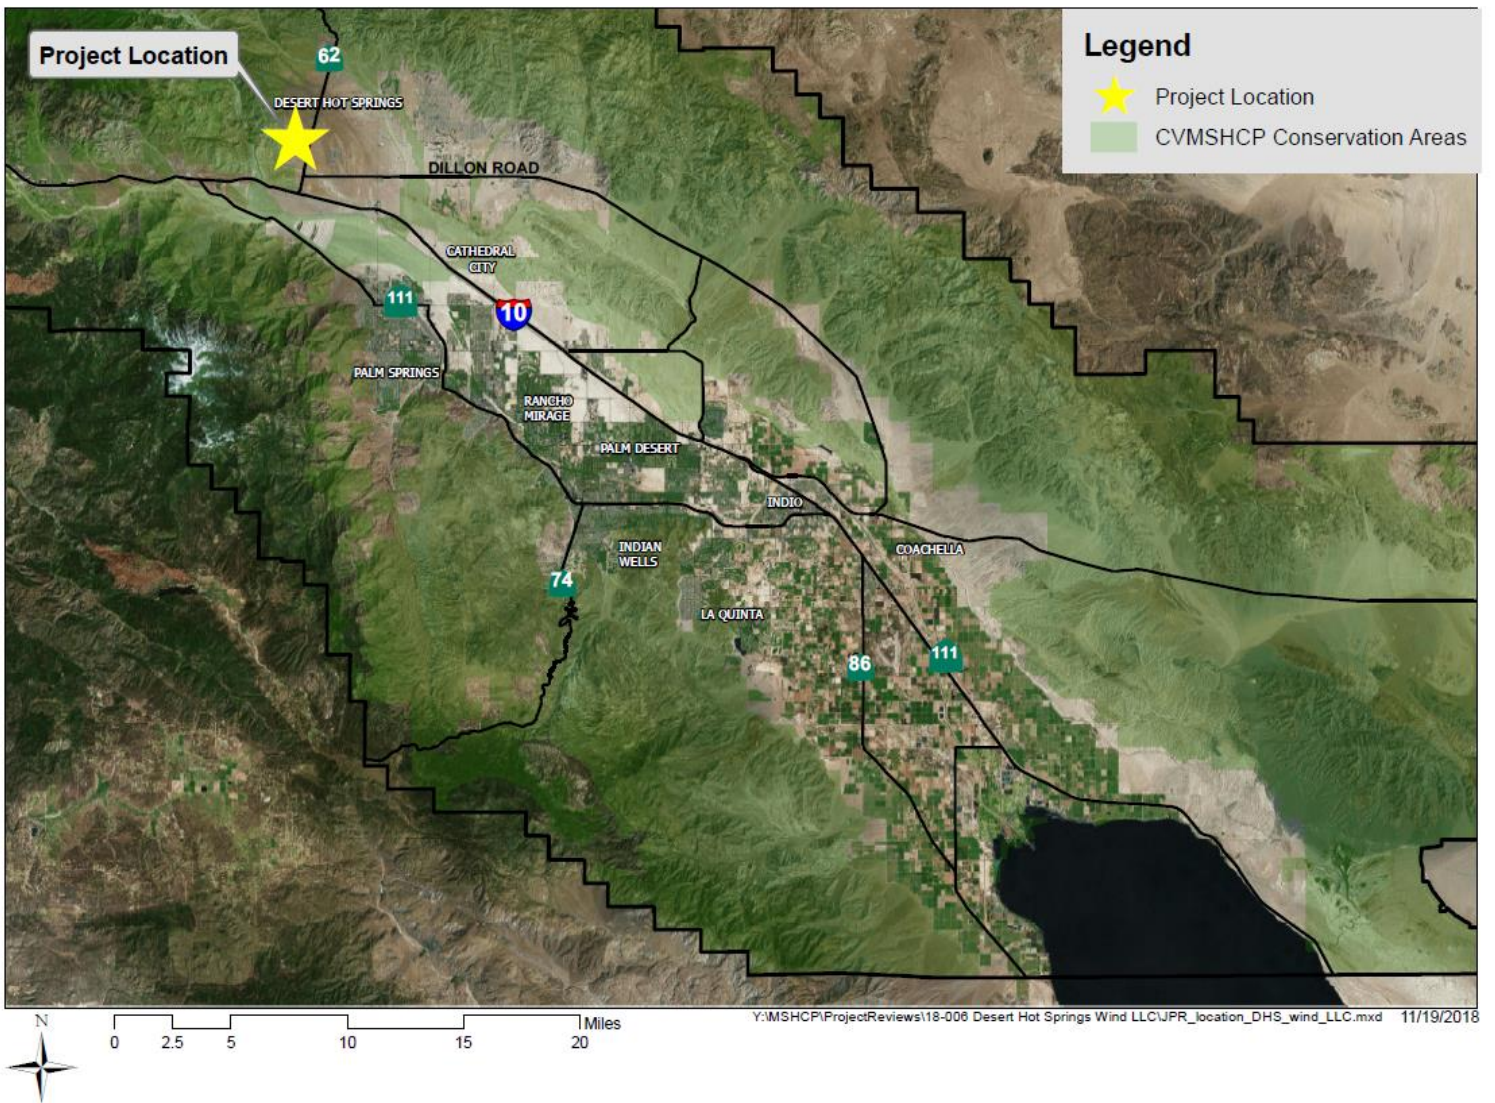 Project Location
62
DESERT HOT SPRINGS
DILLON ROAD
Legend
Project Location
CVMSHCP Conservation Areas
CATHEDRAL
CITY
111
10
PALM SPRINGS
RANCHO
MIRAGE
PALM DESERT
INDIO
INDIAN
WELLS
COACHELLA
74
LA QUINTA
86
111
N
0 2.5 5 10 15 20
Miles
Y:\MSHCP\ProjectReviews\18-006 Desert Hot Springs Wind LLC\JPR_location_DHS_wind_LLC.mxd 11/19/2018